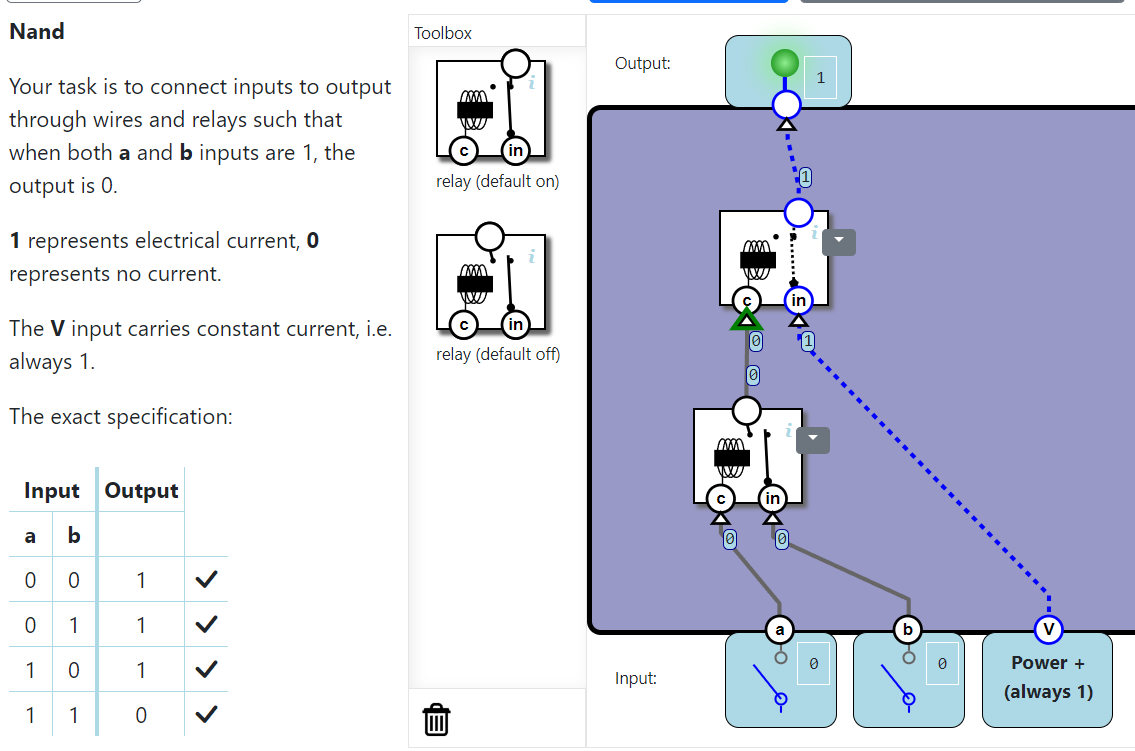 Nand
Your task is to connect inputs to output
through wires and relays such that
when both a and b inputs are 1, the
output is 0.
1 represents electrical current, 0
represents no current.
The V input carries constant current, i.e.
always 1.
The exact specification:
Input Output
a b
0 0 1
0 1 1
1 0 1
1 1 0
Toolbox
i
c in
relay (default on)
i
c in
relay (default off)
Output:
1
1
i
c in
0 1
0
i
c in
0 0
a b V
Input:
0
0
Power +
(always 1)